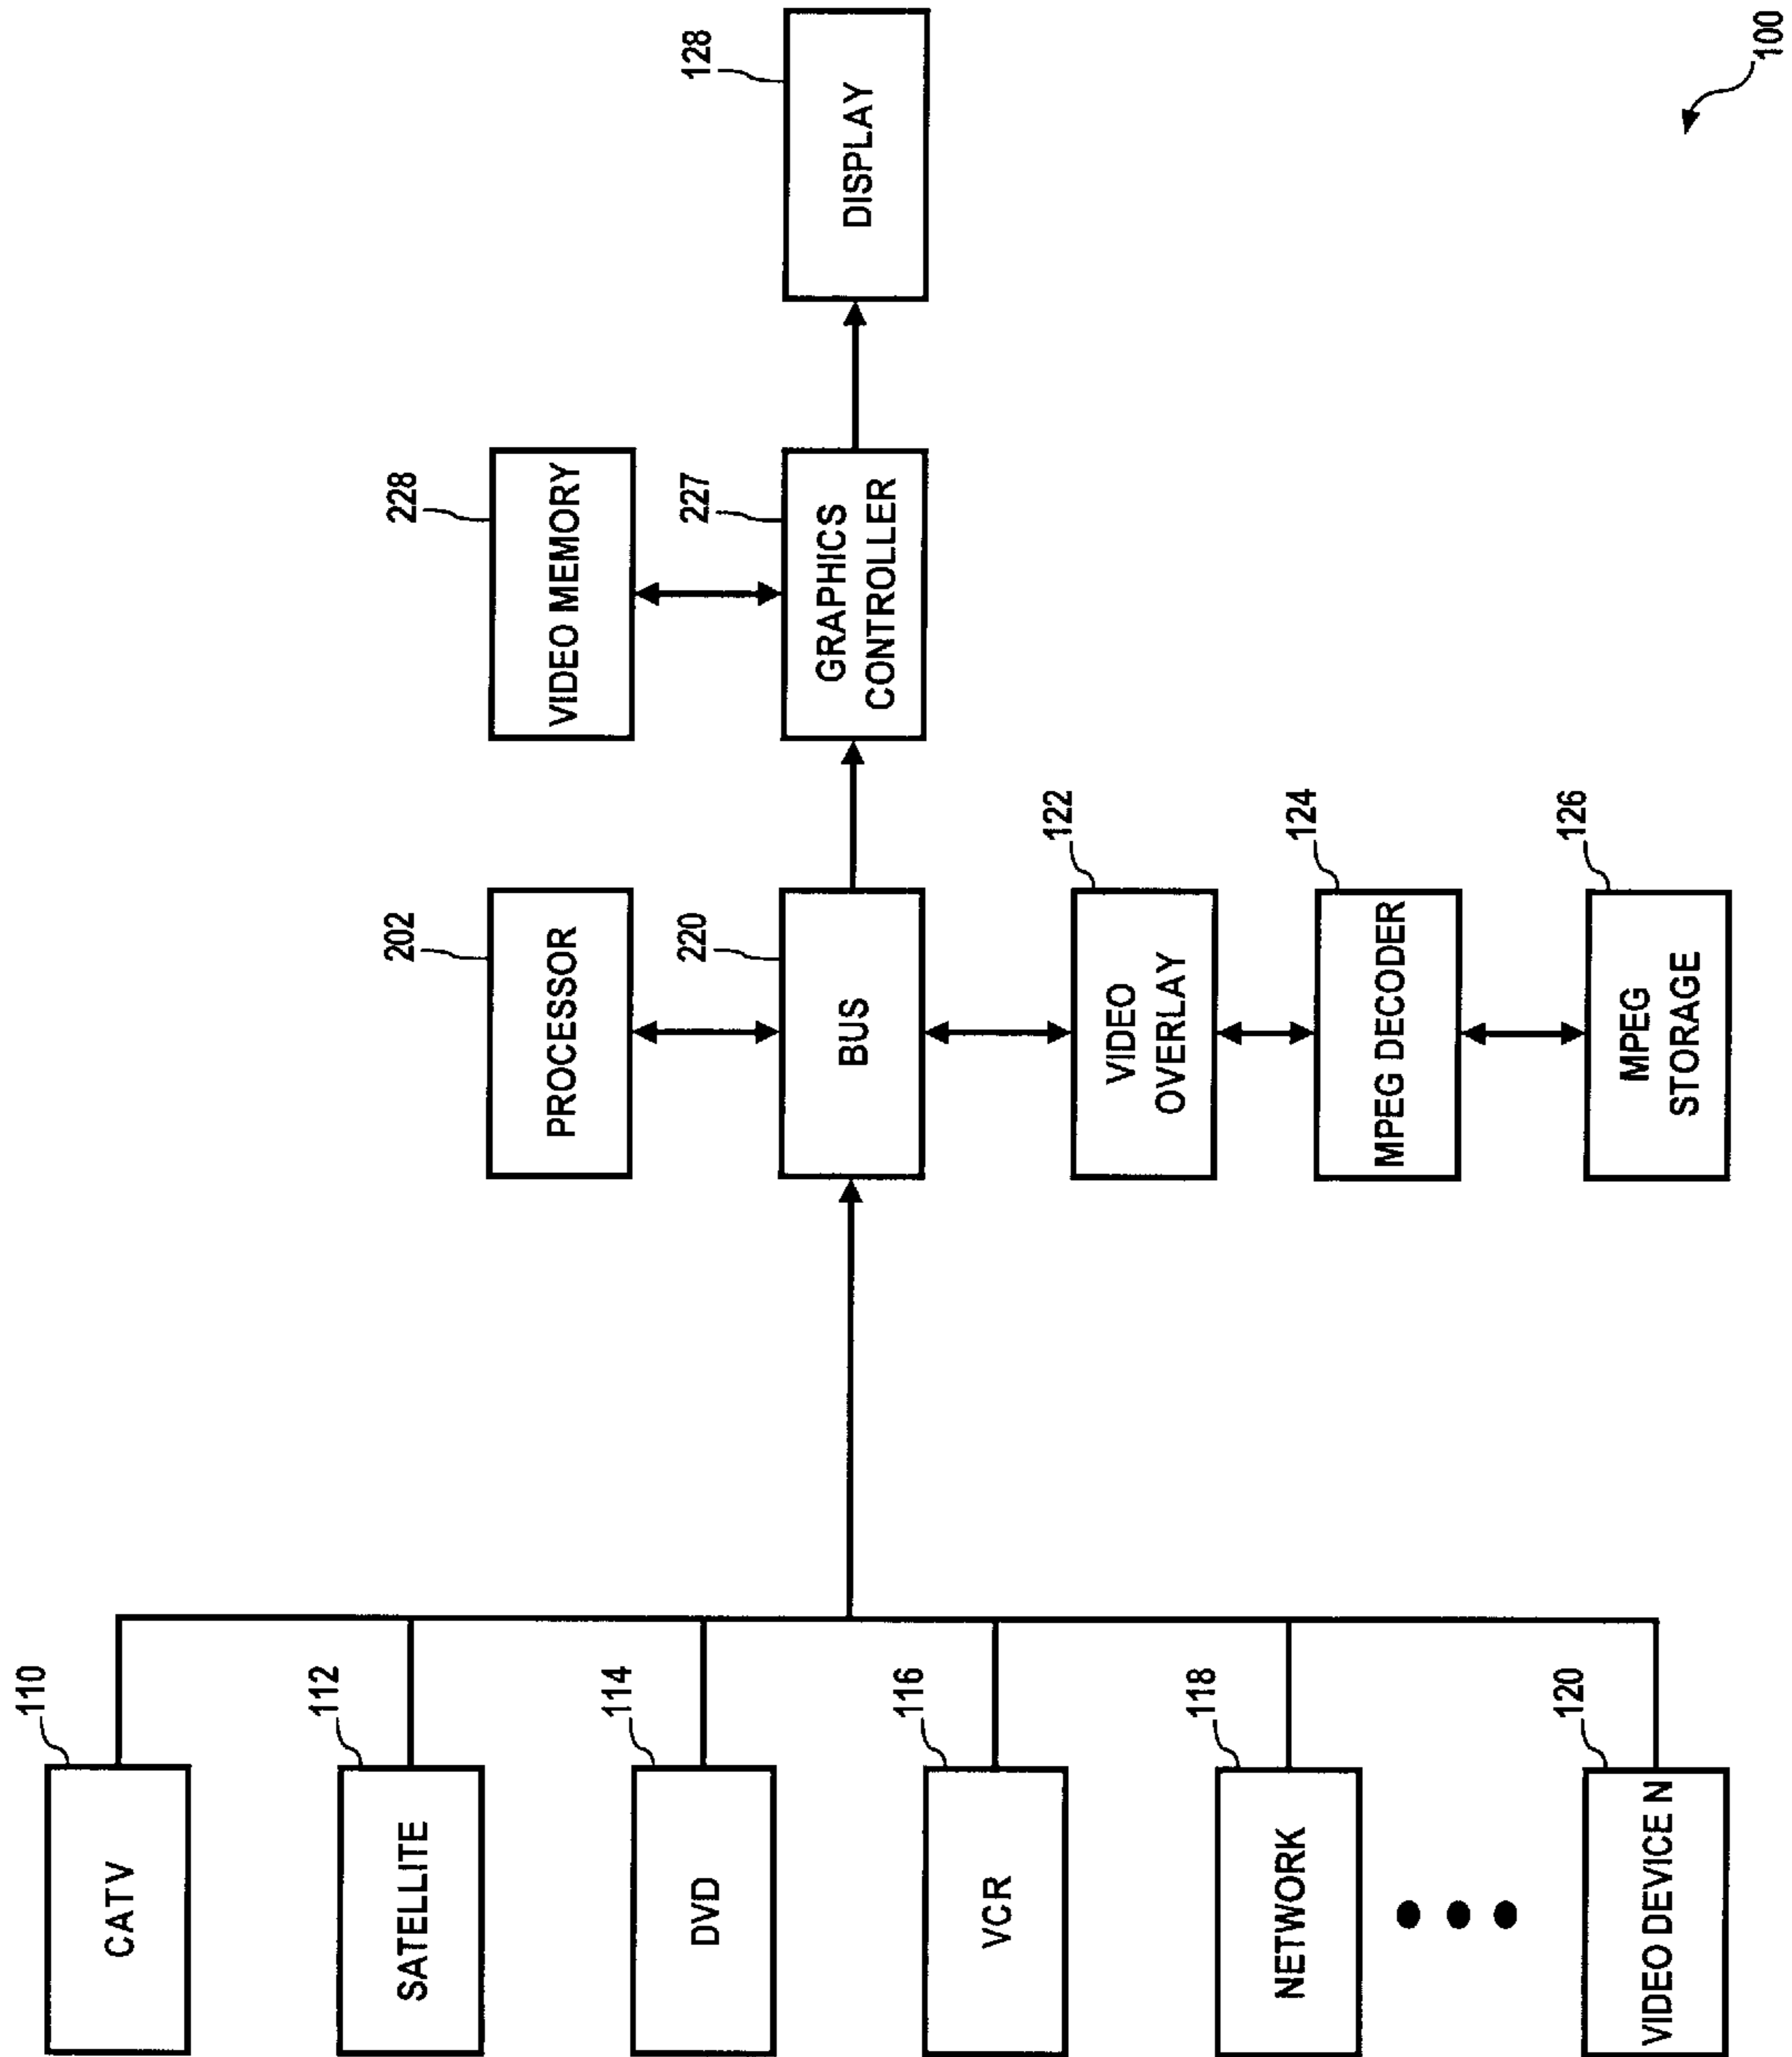 110
CATV
112
SATELLITE
114
DVD
116
VCR
118
NETWORK
120
VIDEO DEVICE N
202
PROCESSOR
220
BUS
122
VIDEO
OVERLAY
124
MPEG DECODER
126
MPEG
STORAGE
228
VIDEO MEMORY
227
GRAPHICS
CONTROLLER
128
DISPLAY
100